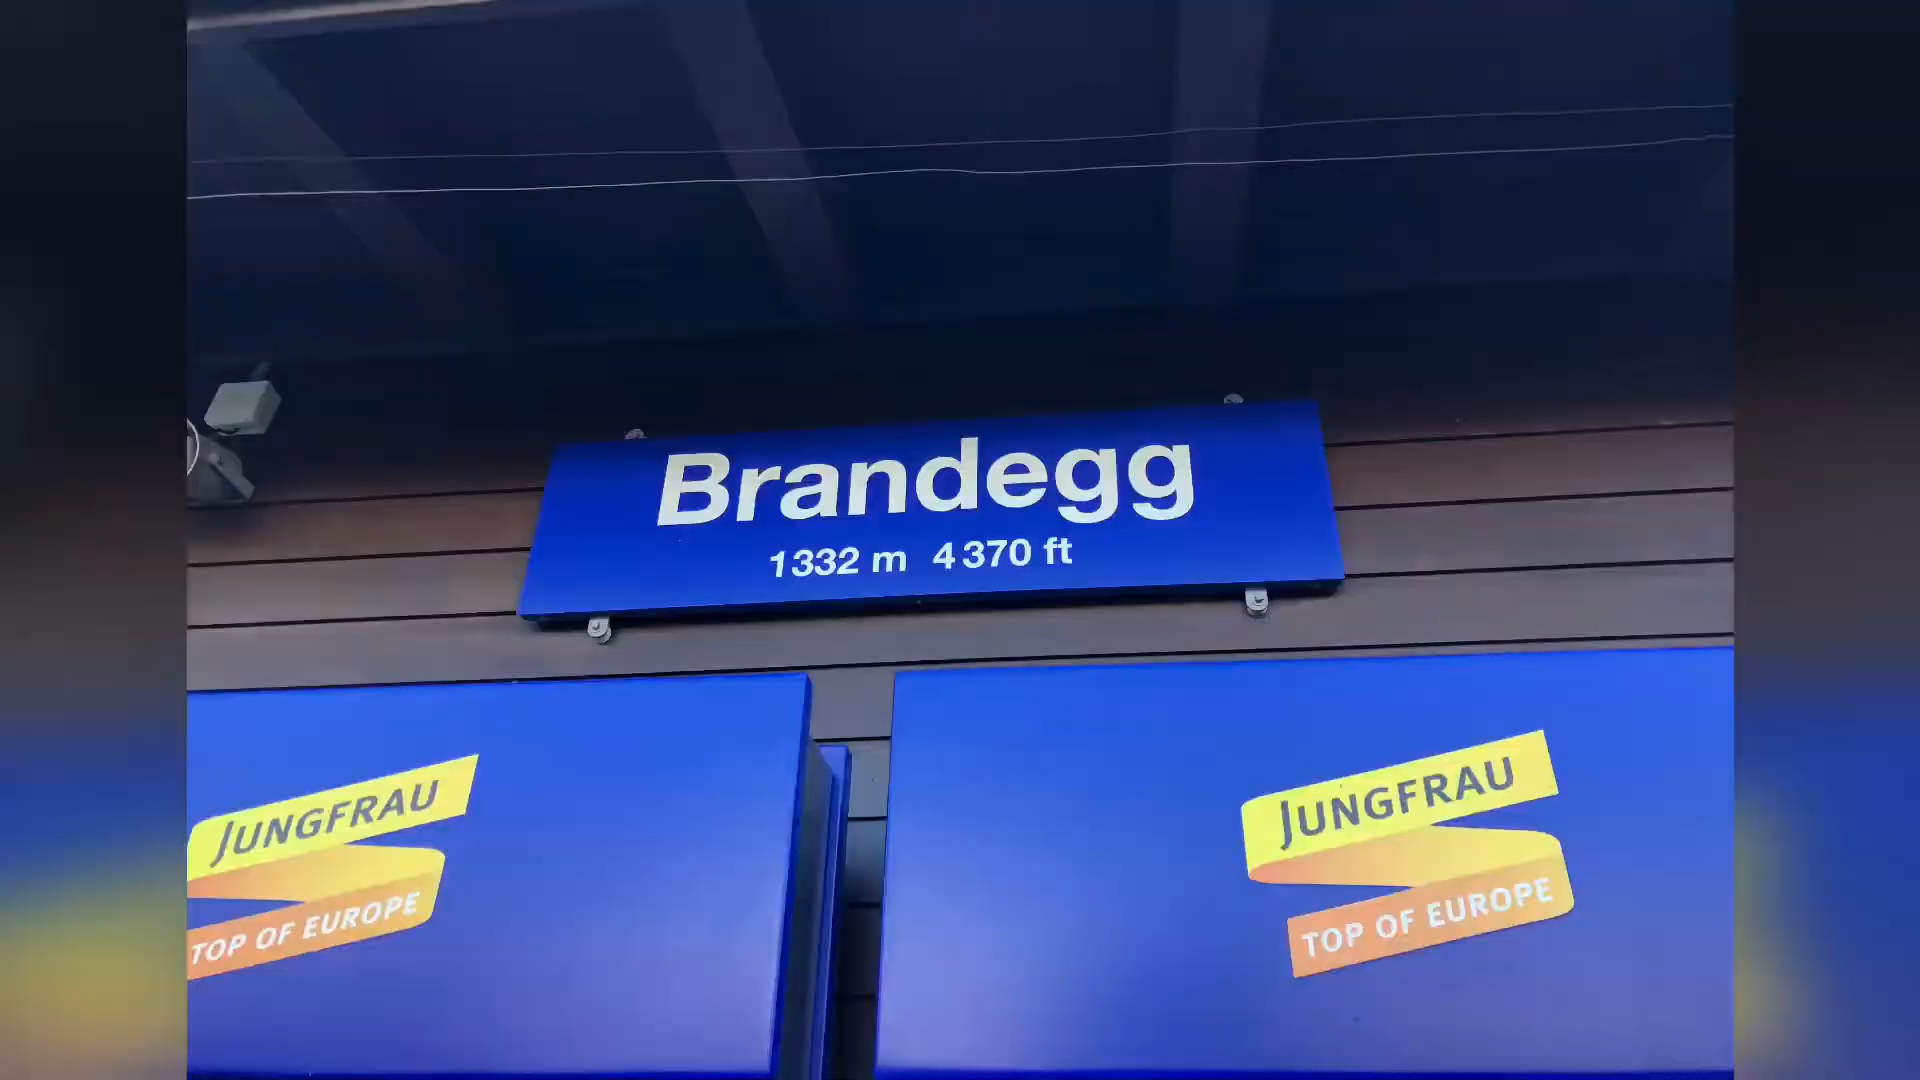 Brandegg
1332 m 4370 ft
JUNGFRAU
TOP OF EUROPE
JUNGFRAU
TOP OF EUROPE